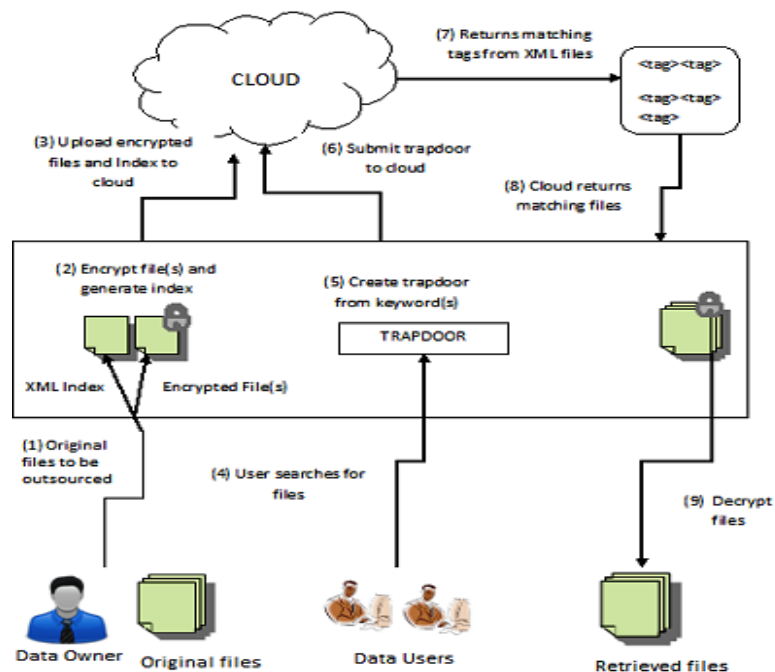 (7) Returns matching
tags from XML files
CLOUD
<tag><tag>
<tag><tag>
<tag>
(3) Upload encrypted
files and Index to
cloud
(6) Submit trapdoor
to cloud
(8) Cloud returns
matching files
(2) Encrypt file(s) and
generate index
(5) Create trapdoor
from keyword(s)
TRAPDOOR
XML Index
Encrypted File(s)
(1) Original
files to be
outsourced
(4) User searches for
files
(9) Decrypt
files
Data Owner
Original files
Data Users
Retrieved files